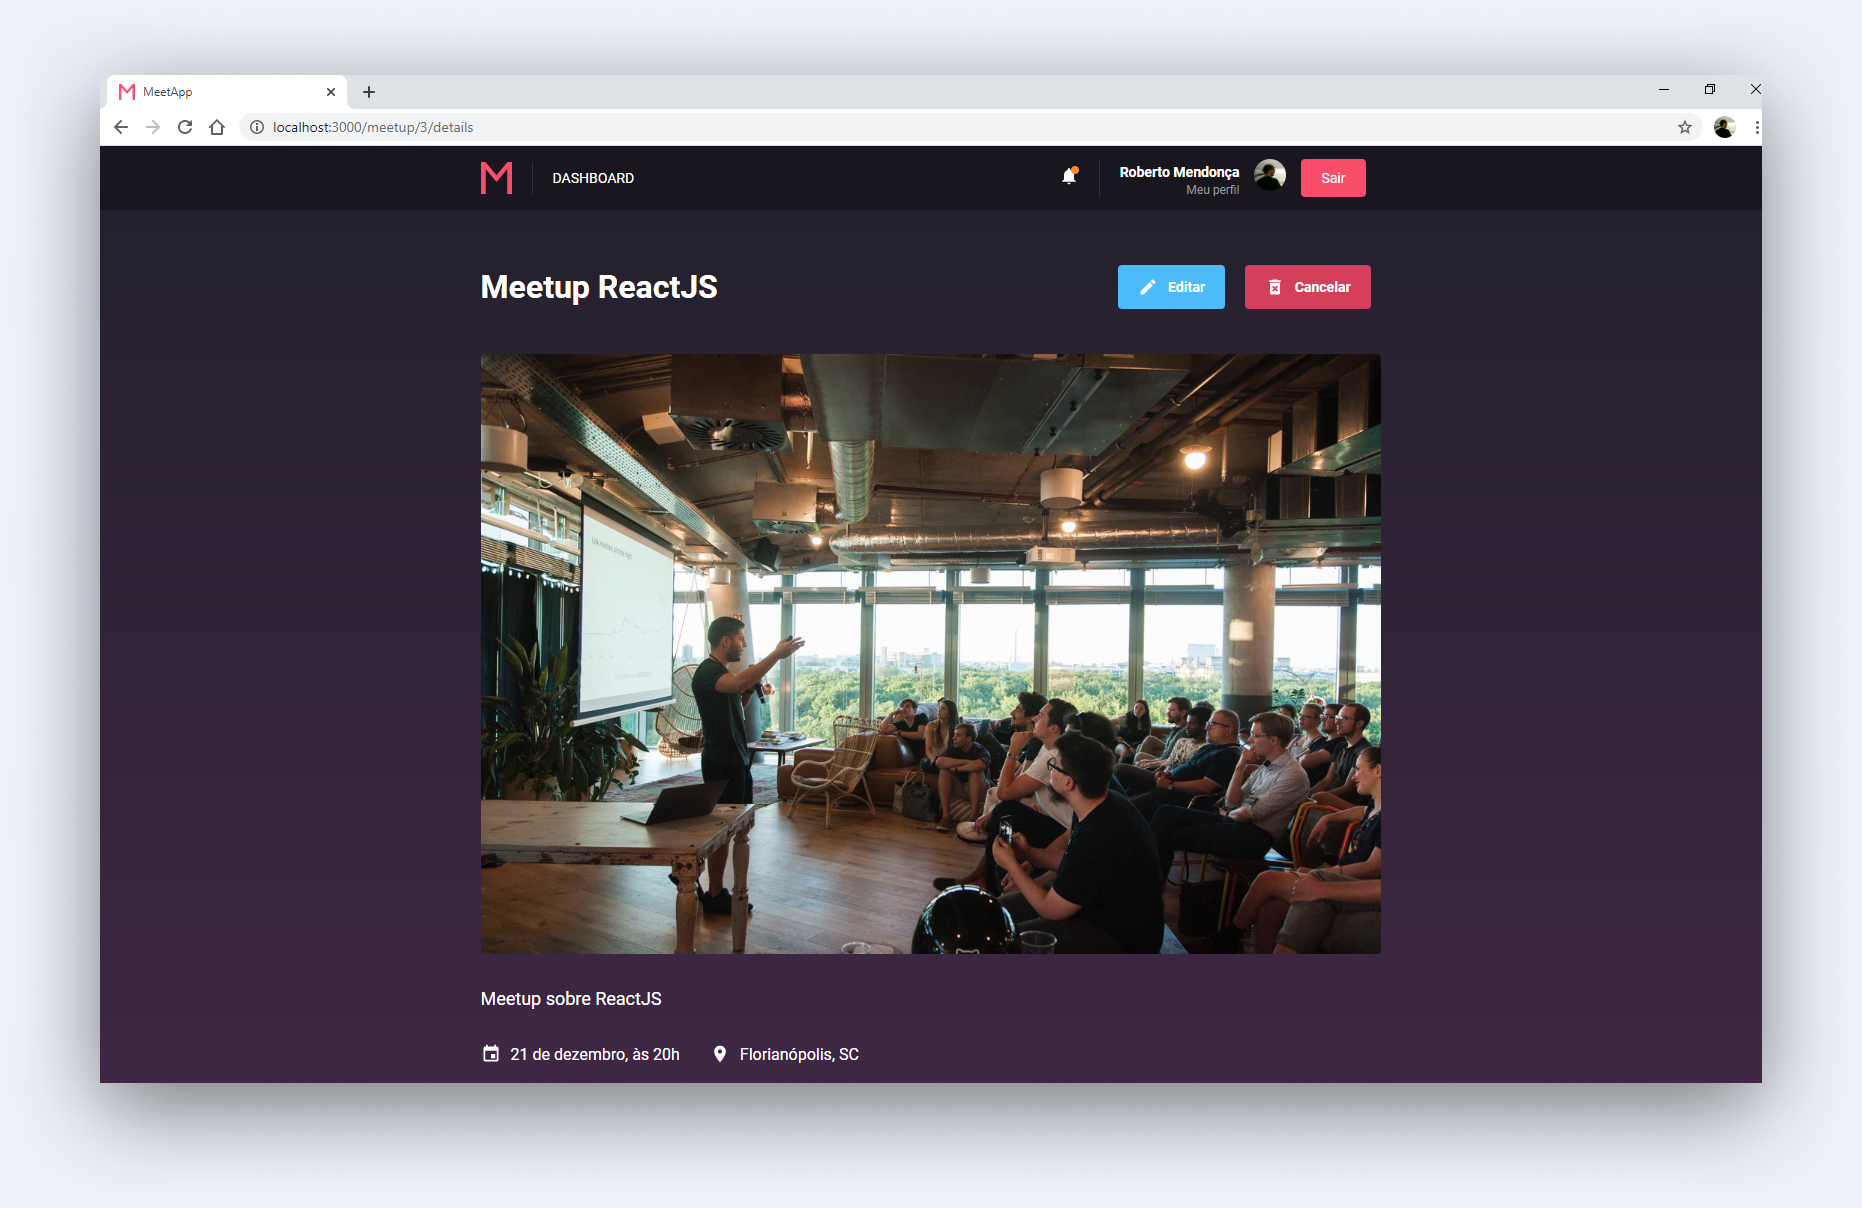 MeetApp
localhost:3000/meetup/3/details
DASHBOARD
Roberto Mendonça
Meu perfil
Sair
Meetup ReactJS
Editar
Cancelar
Meetup sobre ReactJS
21 de dezembro, às 20h
Florianópolis, SC